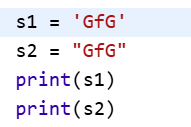 s1 = 'GfG'
s2 = "GfG"
print(s1)
print(s2)